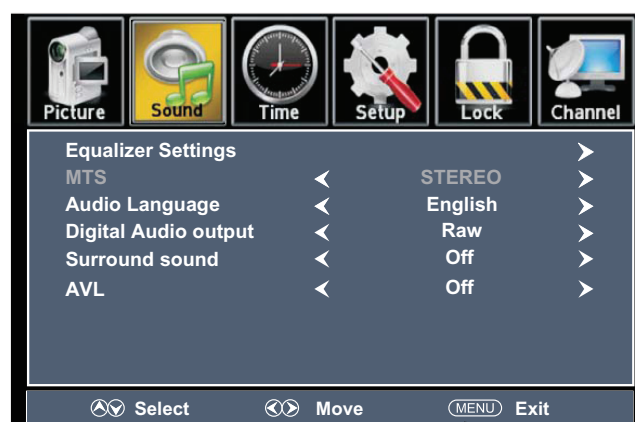 Picture Sound Time Setup Lock Channel
Equalizer Settings
MTS STEREO
Audio Language English
Digital Audio output Raw
Surround sound Off
AVL Off
Select Move MENU Exit